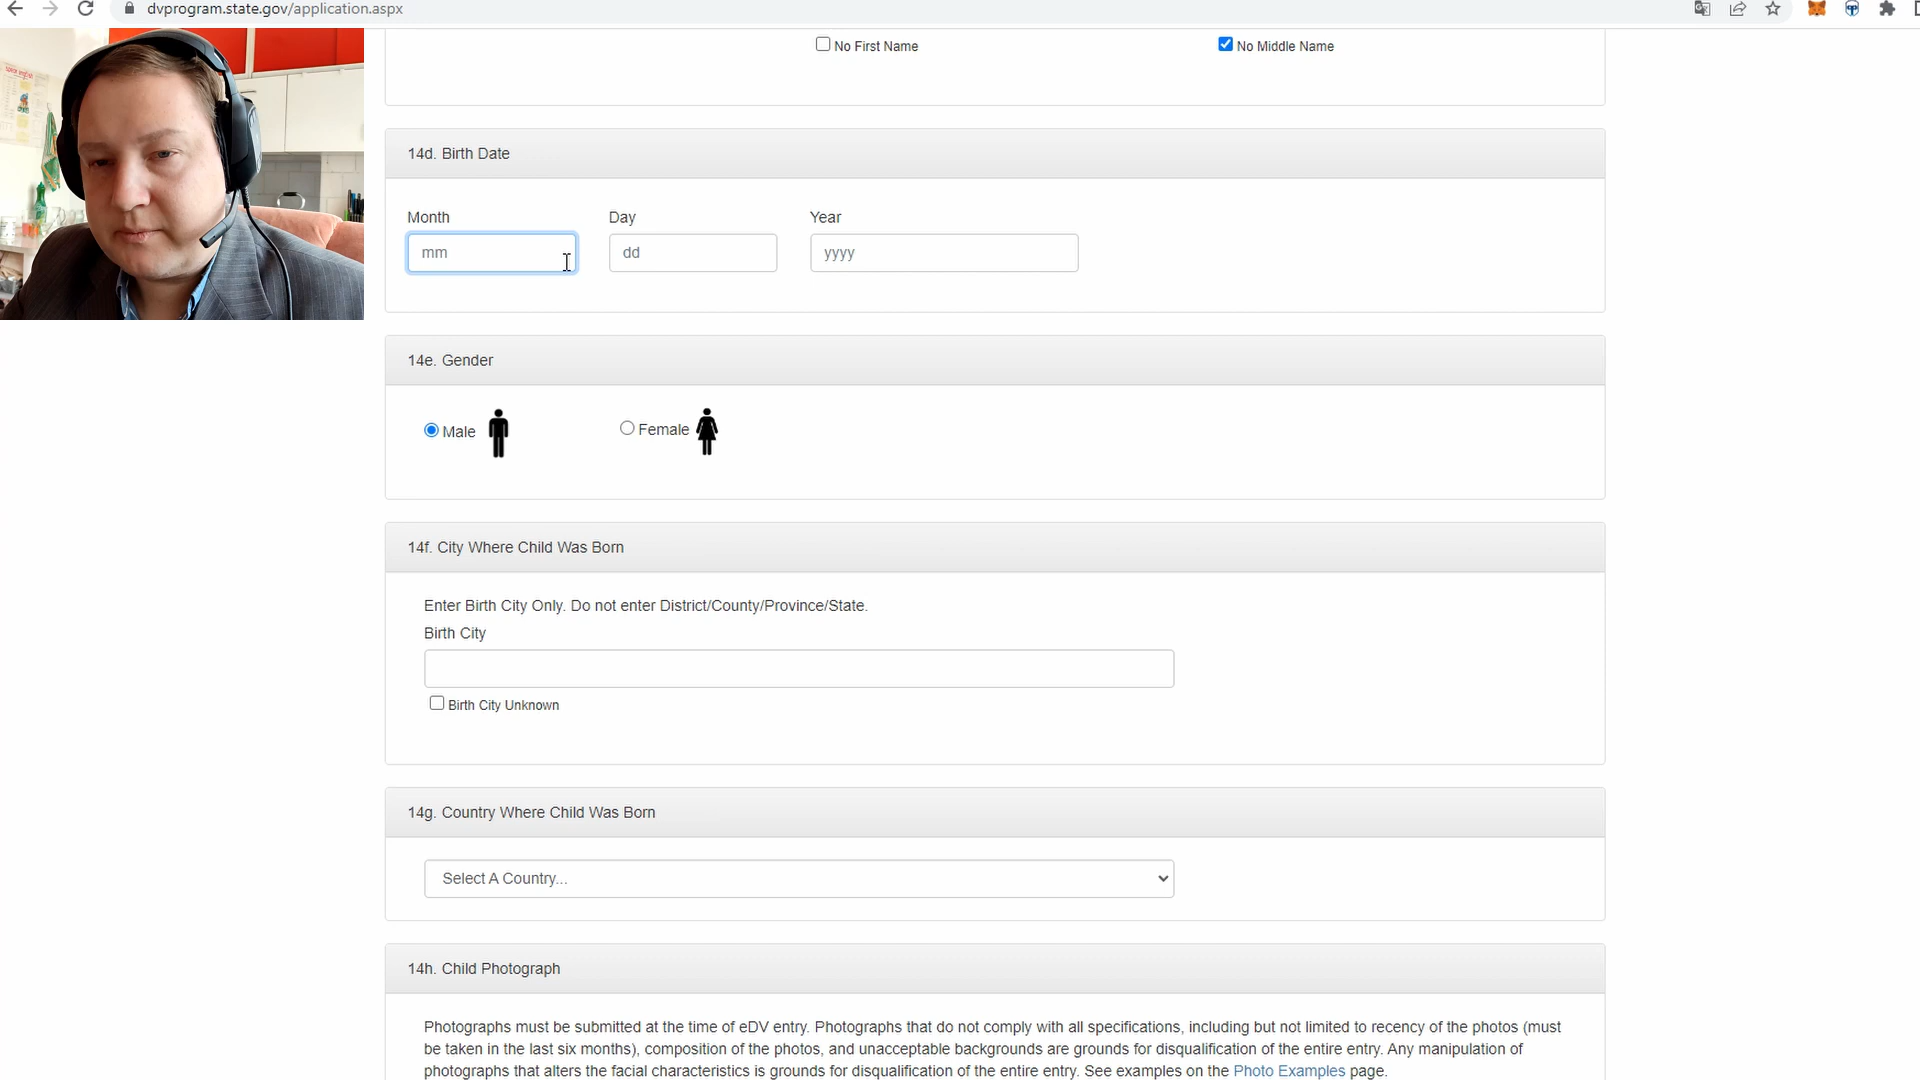 dvprogram.state.gov/application.aspx
No First Name
No Middle Name
14d. Birth Date
Month
Day
Year
mm
dd
yyyy
14e. Gender
Male
Female
14f. City Where Child Was Born
Enter Birth City Only. Do not enter District/County/Province/State.
Birth City
Birth City Unknown
14g. Country Where Child Was Born
Select A Country...
14h. Child Photograph
Photographs must be submitted at the time of eDV entry. Photographs that do not comply with all specifications, including but not limited to recency of the photos (must
be taken in the last six months), composition of the photos, and unacceptable backgrounds are grounds for disqualification of the entire entry. Any manipulation of
photographs that alters the facial characteristics is grounds for disqualification of the entire entry. See examples on the Photo Examples page.